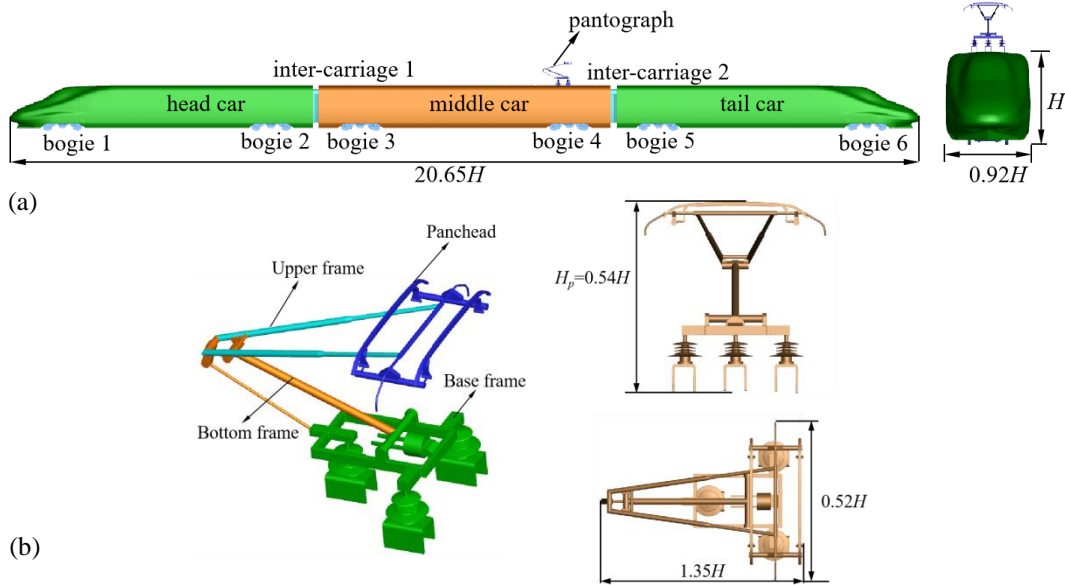 pantograph
inter-carriage 1
inter-carriage 2
head car
middle car
tail car
H
bogie 1
bogie 2
bogie 3
bogie 4
bogie 5
bogie 6
20.65H
0.92H
(a)
Panchead
Upper frame
Base frame
Bottom frame
Hₚ=0.54H
0.52H
1.35H
(b)